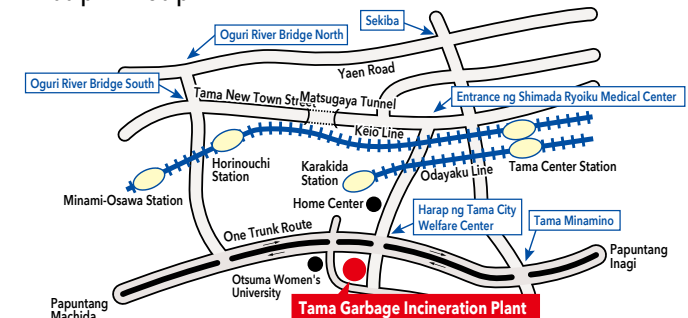 Sekiba
Oguri River Bridge North
Yaen Road
Oguri River Bridge South
Tama New Town Street
Matsugaya Tunnel
Entrance ng Shimada Ryoiku Medical Center
Keio Line
Horinouchi
Station
Karakida
Station
Odayaku Line
Tama Center Station
Minami-Osawa Station
Home Center
Harap ng Tama City
Welfare Center
Tama Minamino
One Trunk Route
Papuntang
Inagi
Otsuma Women's
University
Papuntang
Machida
Tama Garbage Incineration Plant